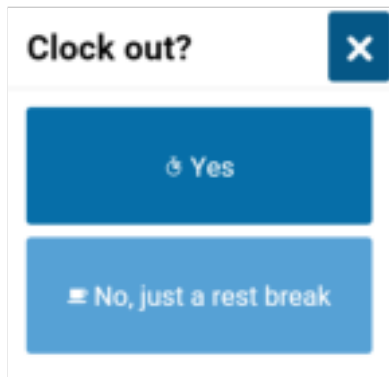 Clock out?
Yes
No, just a rest break